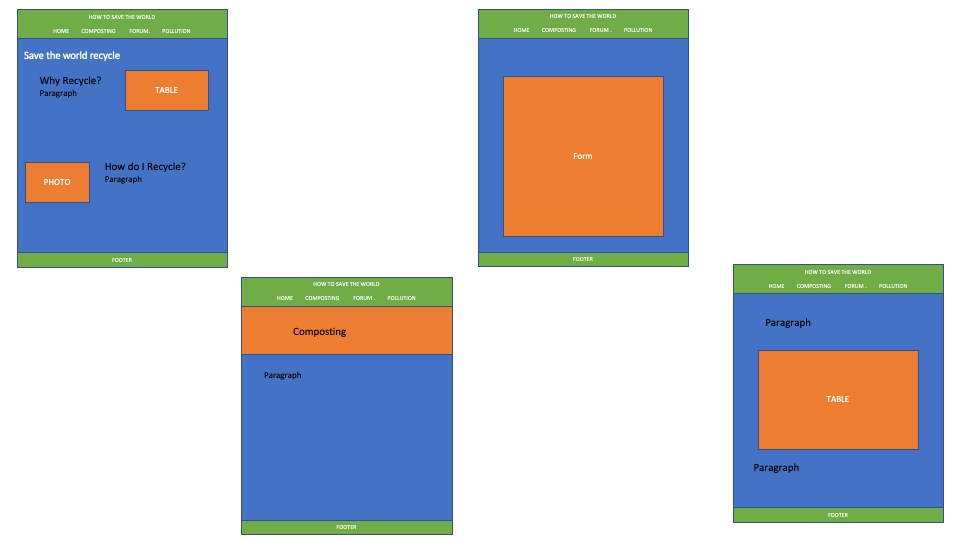 HOW TO SAVE THE WORLD
HOME COMPOSTING FORUM. POLLUTION
Save the world recycle
Why Recycle?
Paragraph
TABLE
PHOTO
How do I Recycle?
Paragraph
FOOTER
HOW TO SAVE THE WORLD
HOME COMPOSTING FORUM . POLLUTION
Composting
Paragraph
FOOTER
HOW TO SAVE THE WORLD
HOME COMPOSTING FORUM . POLLUTION
Form
FOOTER
HOW TO SAVE THE WORLD
HOME COMPOSTING FORUM . POLLUTION
Paragraph
TABLE
Paragraph
FOOTER